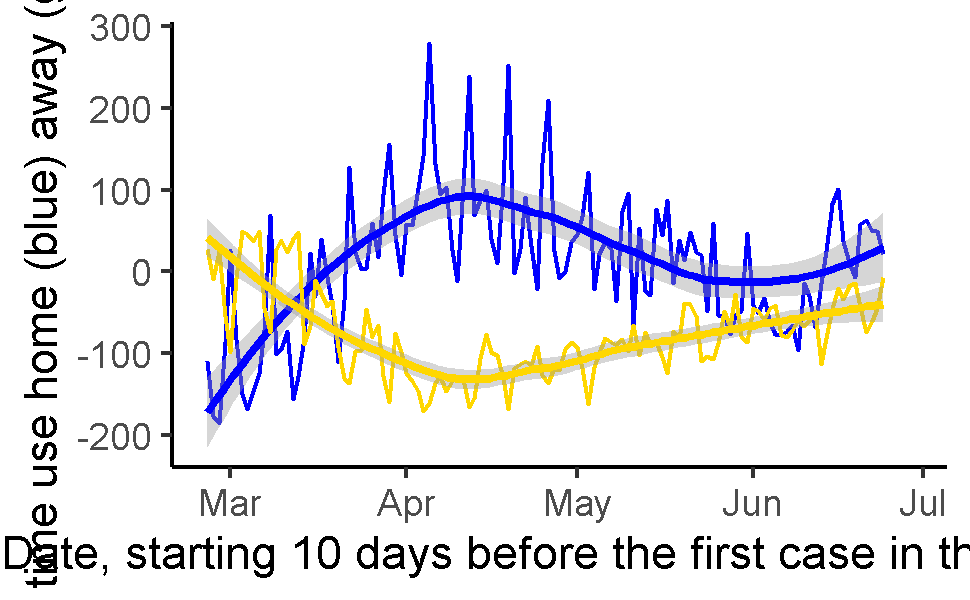 time use home (blue) away (
300
200
100
0
-100
-200
Mar Apr May Jun Jul
Date, starting 10 days before the first case in th